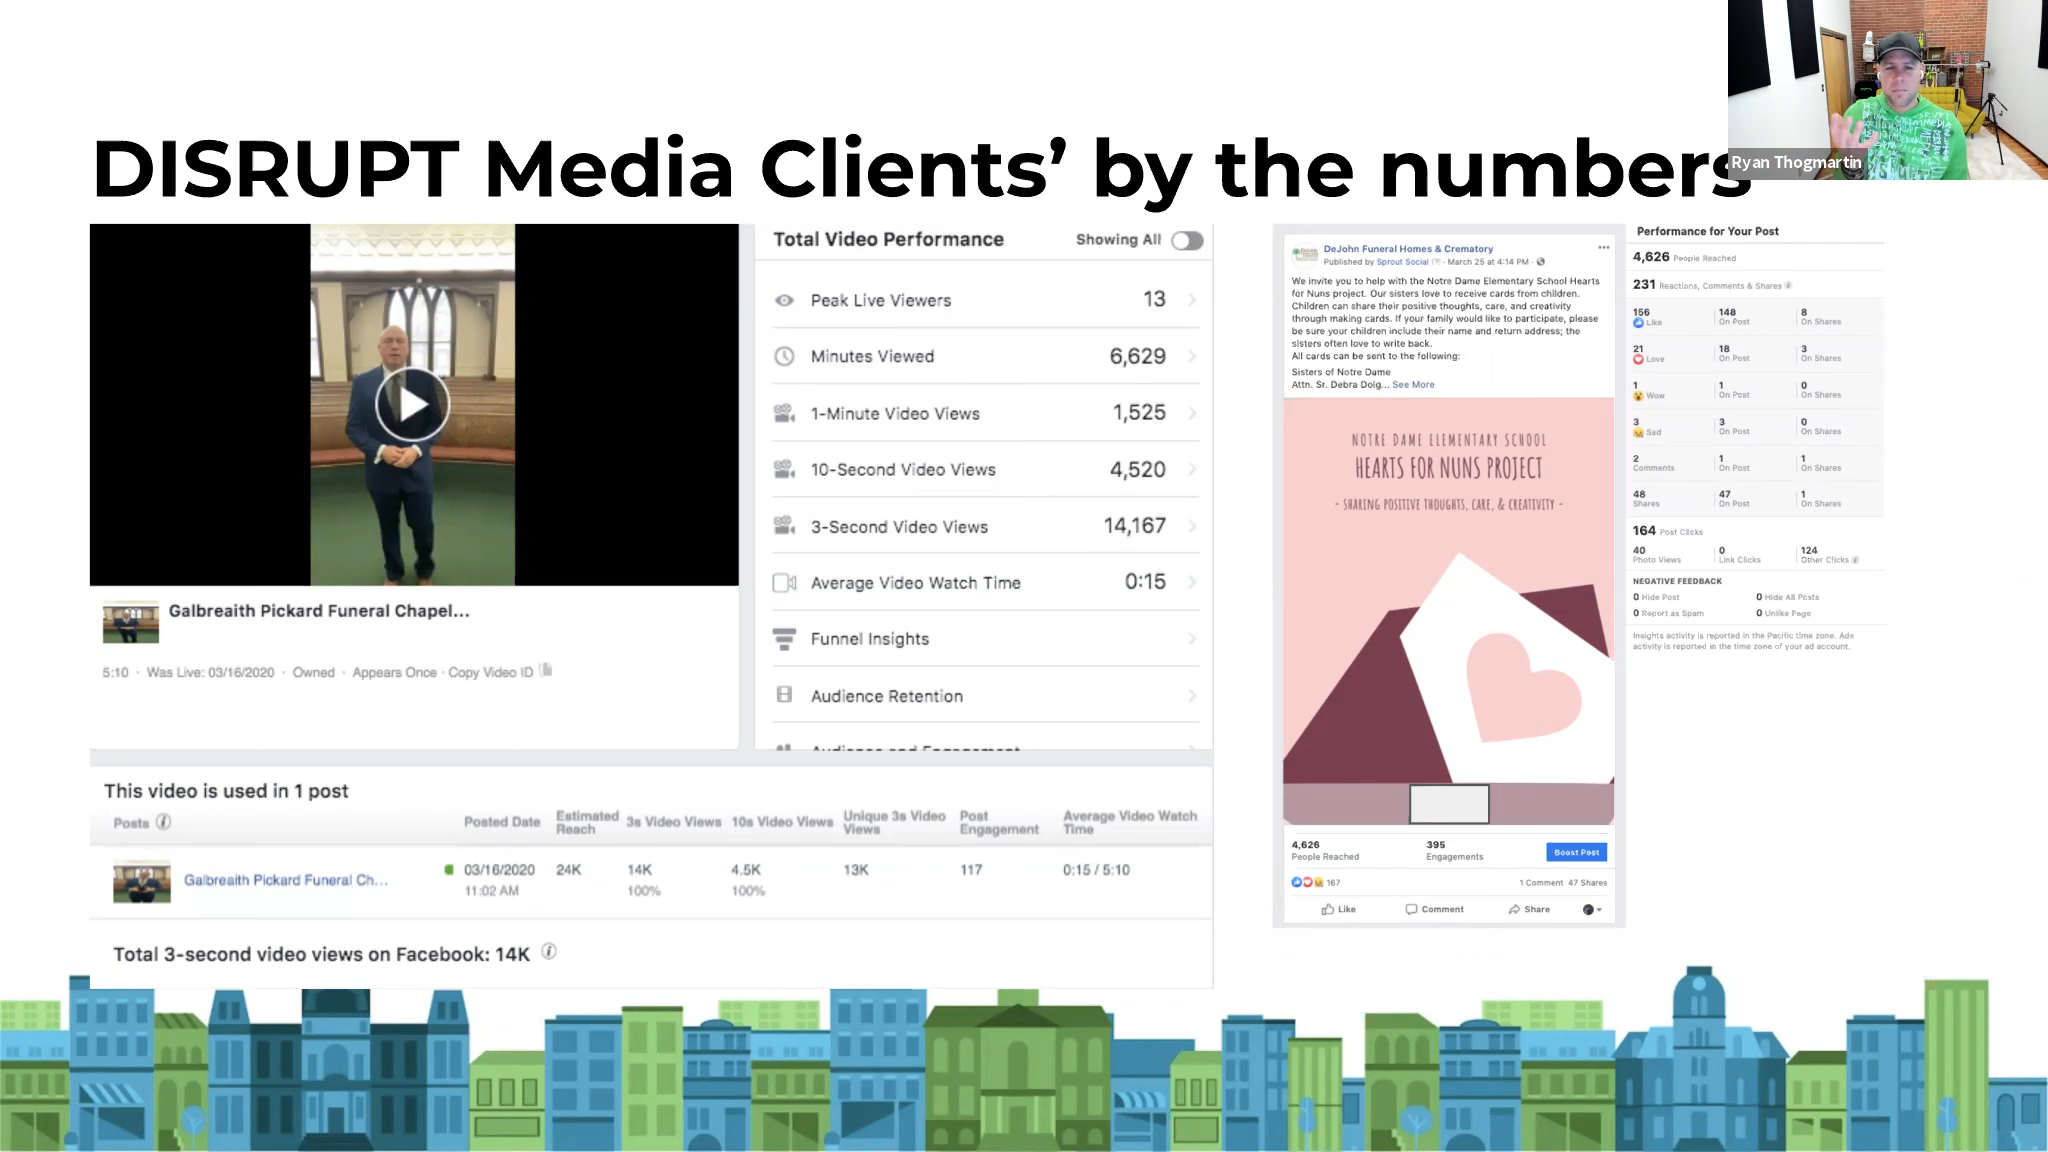 DISRUPT Media Clients’ by the numbers
Ryan Thogmartin
Galbreaith Pickard Funeral Chapel...
5:10 · Was Live: 03/16/2020 · Owned · Appears Once · Copy Video ID
Total Video Performance
Showing All
Peak Live Viewers 13
Minutes Viewed 6,629
1-Minute Video Views 1,525
10-Second Video Views 4,520
3-Second Video Views 14,167
Average Video Watch Time 0:15
Funnel Insights
Audience Retention
Audience and Engagement
This video is used in 1 post
Posts
Posted Date
Estimated Reach
3s Video Views
10s Video Views
Unique 3s Video Views
Post Engagement
Average Video Watch Time
Galbreaith Pickard Funeral Ch...
03/16/2020 24K 14K 4.5K 13K 117 0:15 / 5:10
11:02 AM 100% 100%
Total 3-second video views on Facebook: 14K
DeJohn Funeral Homes & Crematory
Published by Sprout Social [?] · March 25 at 4:14 PM ·
We invite you to help with the Notre Dame Elementary School Hearts
for Nuns project. Our sisters love to receive cards from children.
Children can share their positive thoughts, care, and creativity
through making cards. If your family would like to participate, please
be sure your children include their name and return address; the
sisters often love to write back.
All cards can be sent to the following:
Sisters of Notre Dame
Attn. Sr. Debra Dolg... See More
NOTRE DAME ELEMENTARY SCHOOL
HEARTS FOR NUNS PROJECT
- SHARING POSITIVE THOUGHTS, CARE, & CREATIVITY -
4,626 395
People Reached Engagements
Boost Post
167 1 Comment 47 Shares
Like Comment Share
Performance for Your Post
4,626 People Reached
231 Reactions, Comments & Shares
156 148 8
Like On Post On Shares
21 18 3
Love On Post On Shares
1 1 0
Wow On Post On Shares
3 3 0
Sad On Post On Shares
2 1 1
Comments On Post On Shares
48 47 1
Shares On Post On Shares
164 Post Clicks
40 0 124
Photo Views Link Clicks Other Clicks
NEGATIVE FEEDBACK
0 Hide Post 0 Hide All Posts
0 Report as Spam 0 Unlike Page
Insights activity is reported in the Pacific time zone. Ads
activity is reported in the time zone of your ad account.